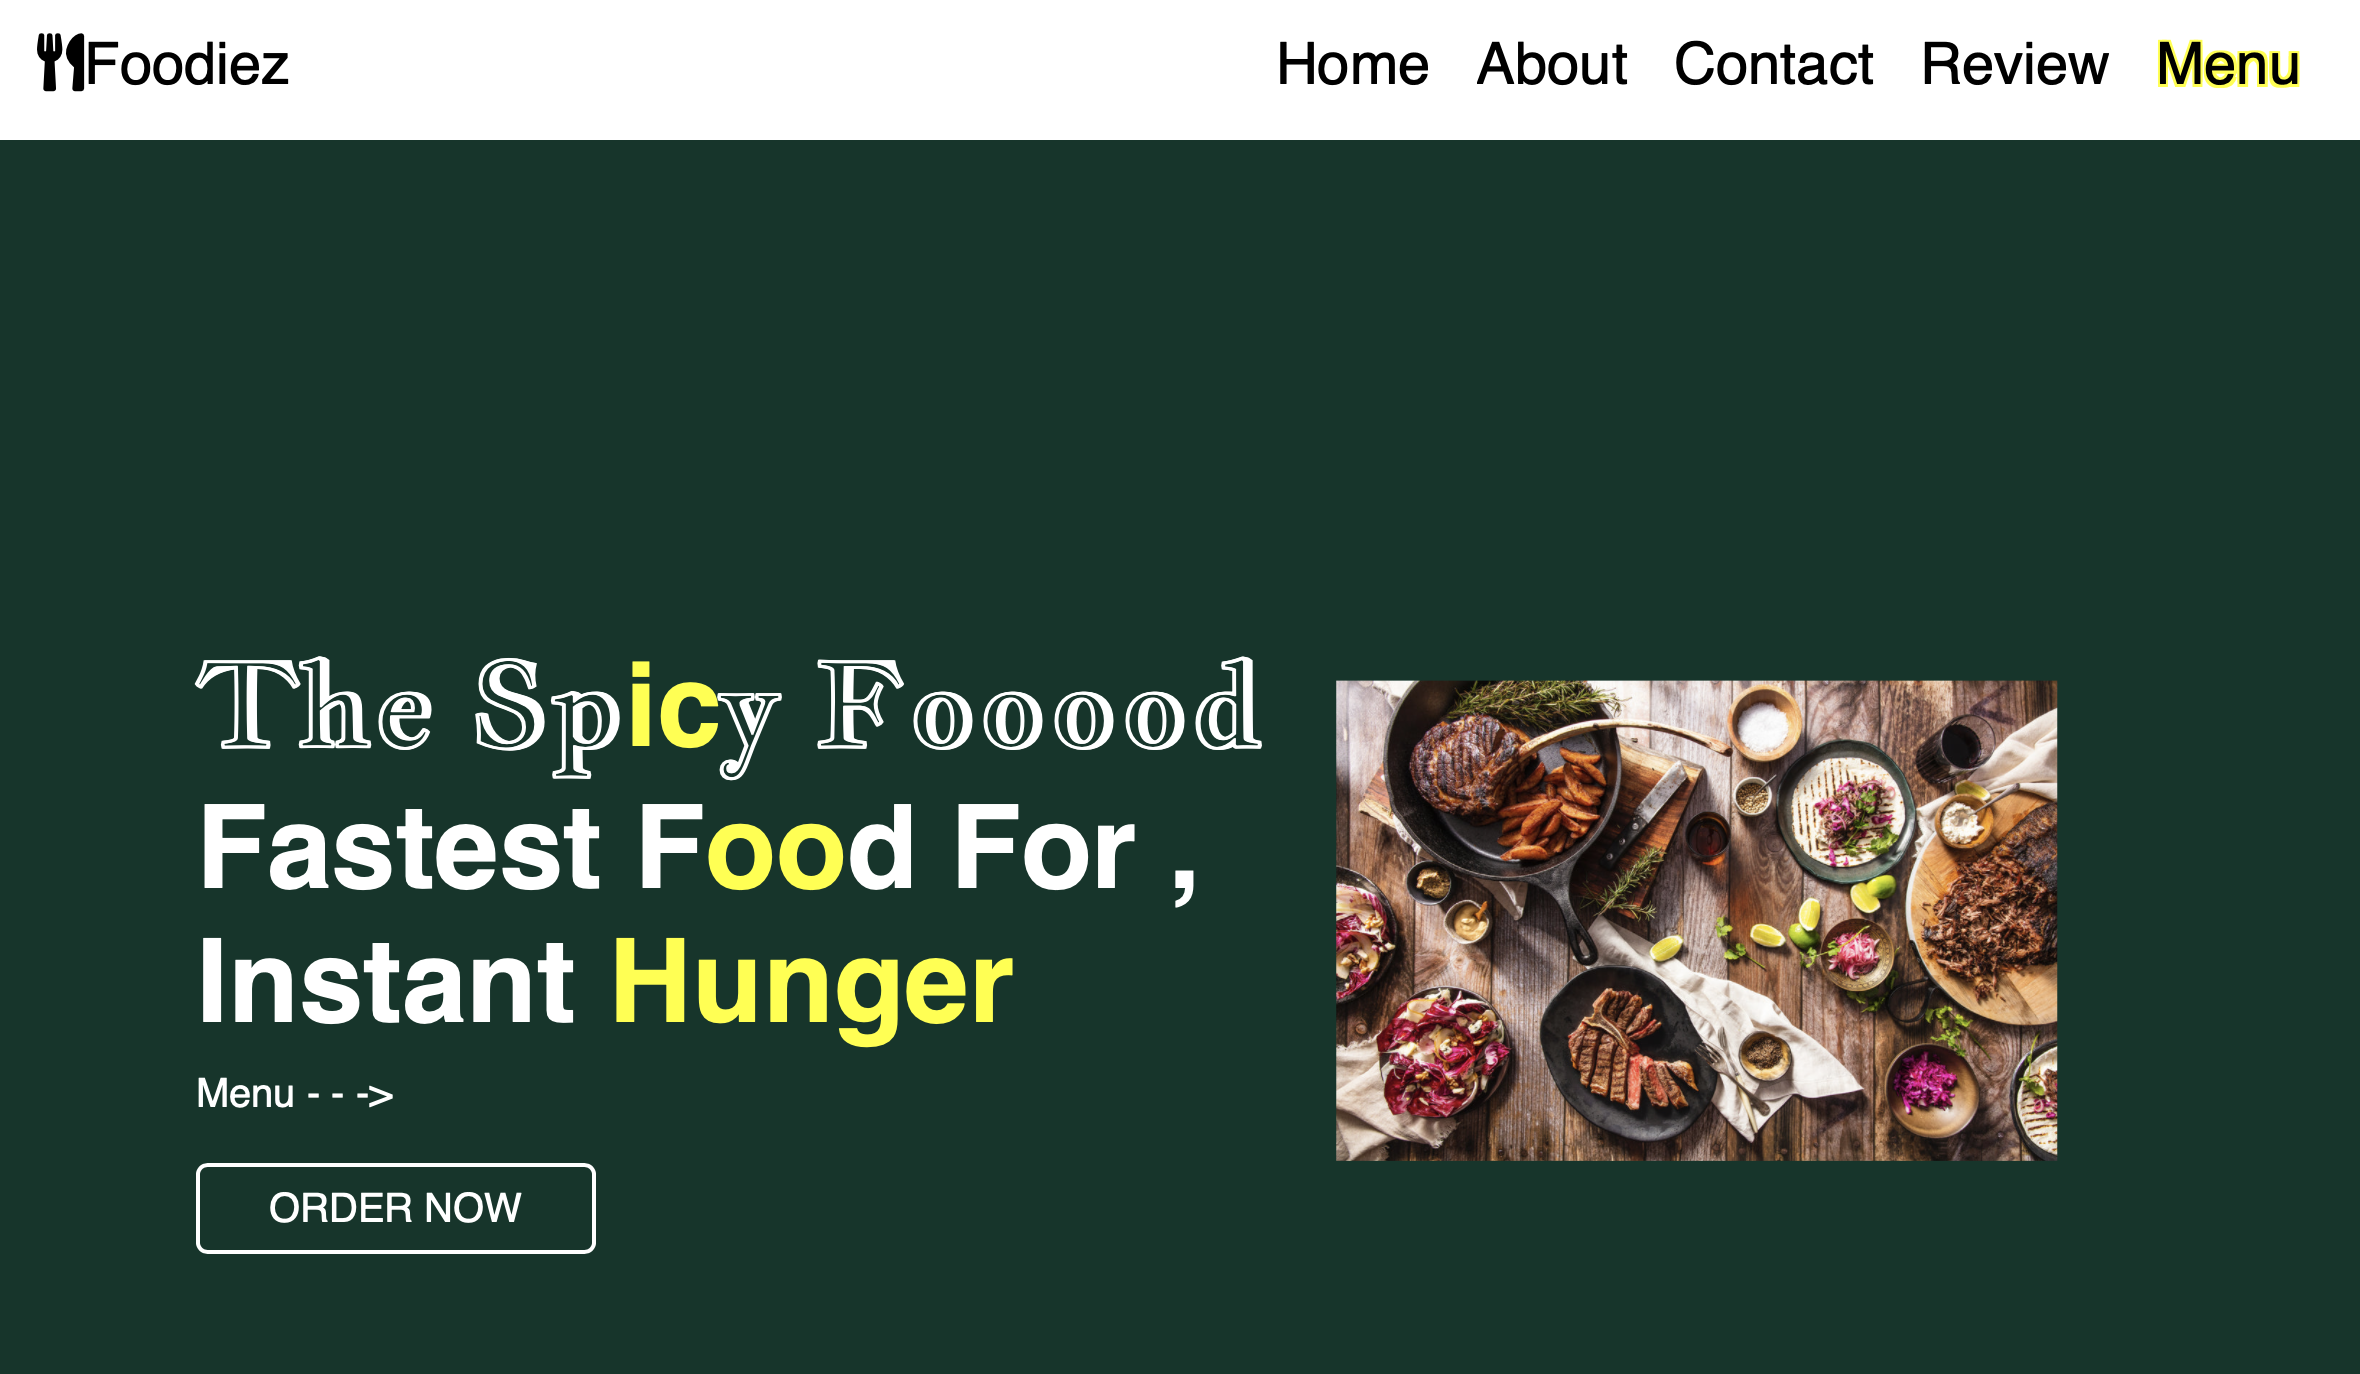 Foodiez
Home About Contact Review Menu
The Spicy Fooood
Fastest Food For ,
Instant Hunger
Menu - - ->
ORDER NOW